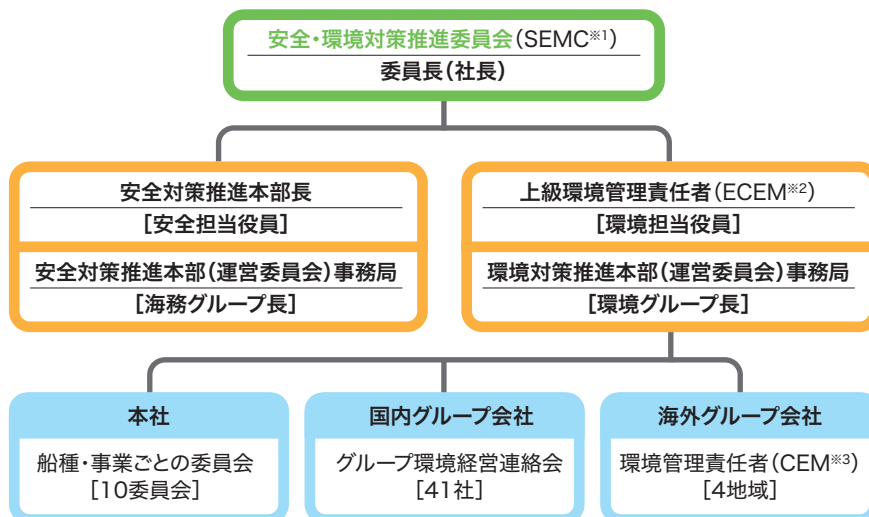 安全・環境対策推進委員会(SEMC※1)
委員長(社長)
安全対策推進本部長
[安全担当役員]
安全対策推進本部(運営委員会)事務局
[海務グループ長]
上級環境管理責任者(ECEM※2)
[環境担当役員]
環境対策推進本部(運営委員会)事務局
[環境グループ長]
本社
船種・事業ごとの委員会
[10委員会]
国内グループ会社
グループ環境経営連絡会
[41社]
海外グループ会社
環境管理責任者(CEM※3)
[4地域]